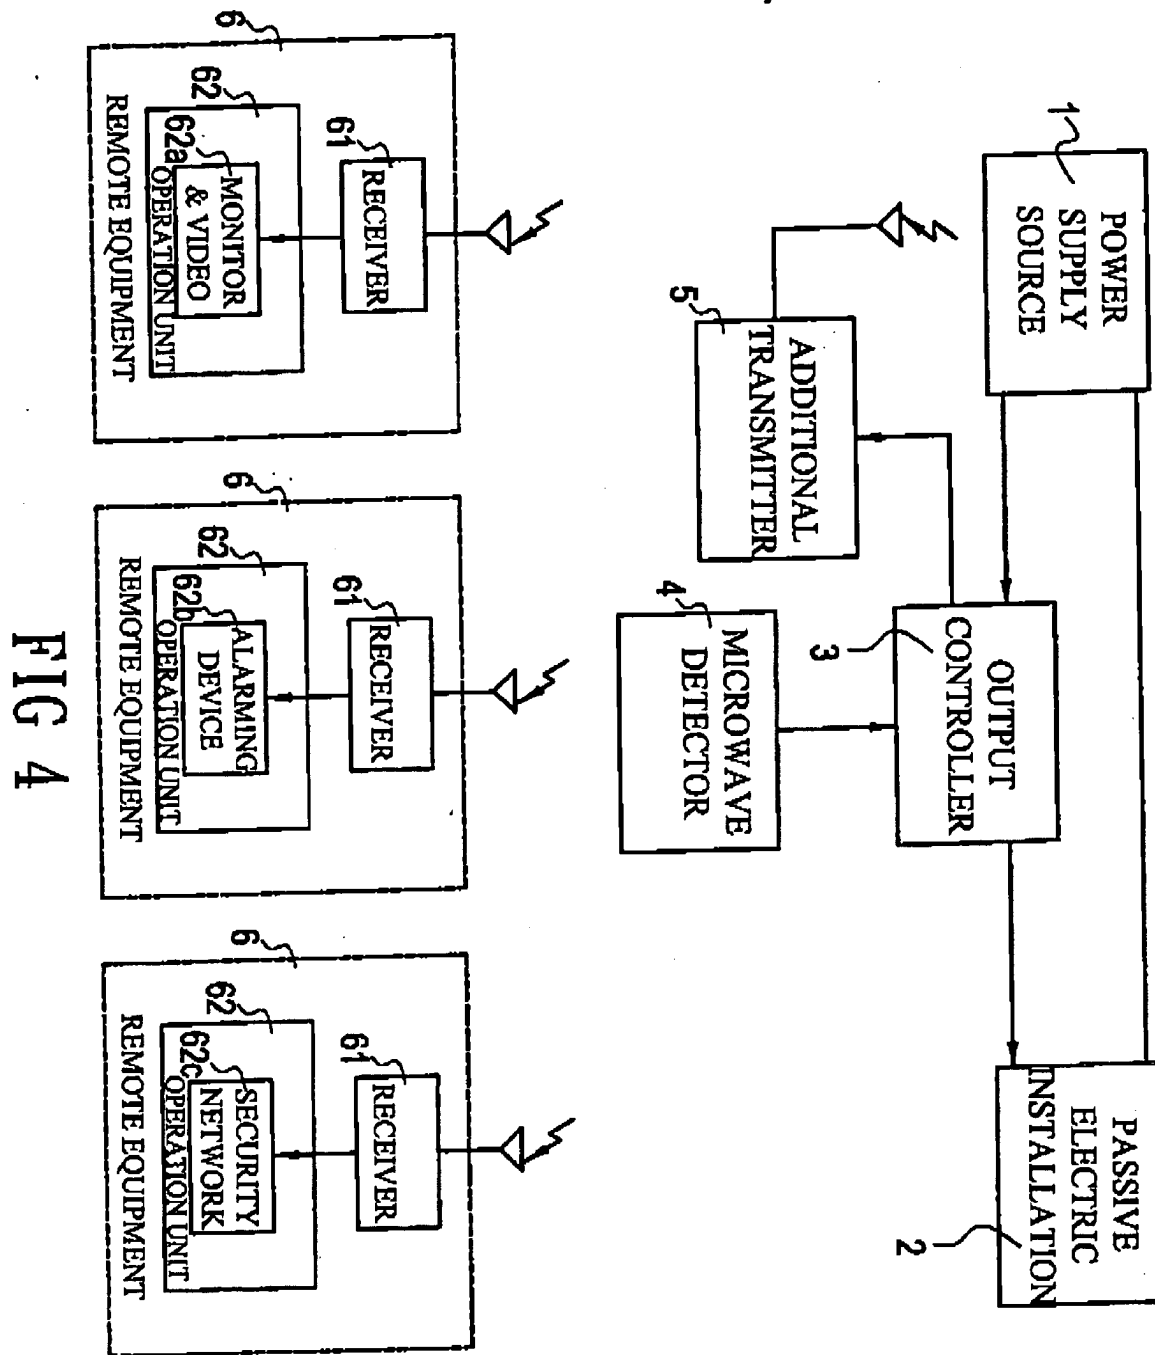 1
POWER
SUPPLY
SOURCE
OUTPUT
CONTROLLER
3
PASSIVE
ELECTRIC
INSTALLATION
2
5
ADDITIONAL
TRANSMITTER
4
MICROWAVE
DETECTOR
6
61
RECEIVER
62
62a
MONITOR
& VIDEO
OPERATION UNIT
REMOTE EQUIPMENT
6
61
RECEIVER
62
62b
ALARMING
DEVICE
OPERATION UNIT
REMOTE EQUIPMENT
6
61
RECEIVER
62
62c
SECURITY
NETWORK
OPERATION UNIT
REMOTE EQUIPMENT
FIG 4